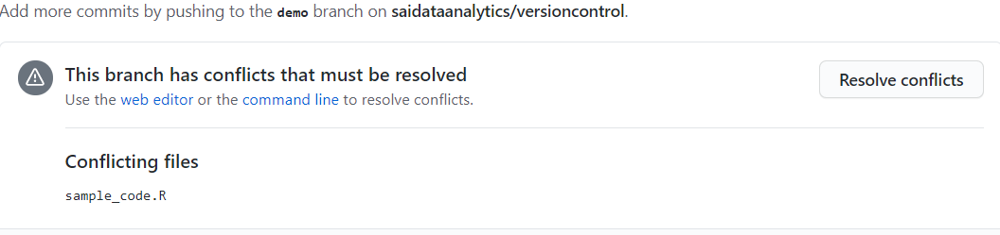 Add more commits by pushing to the demo branch on saidataanalytics/versioncontrol.
This branch has conflicts that must be resolved
Resolve conflicts
Use the web editor or the command line to resolve conflicts.
Conflicting files
sample_code.R